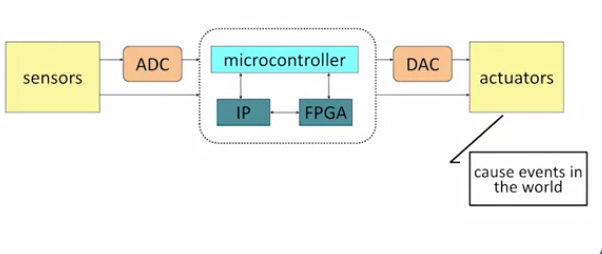 sensors
ADC
microcontroller
IP
FPGA
DAC
actuators
cause events in
the world